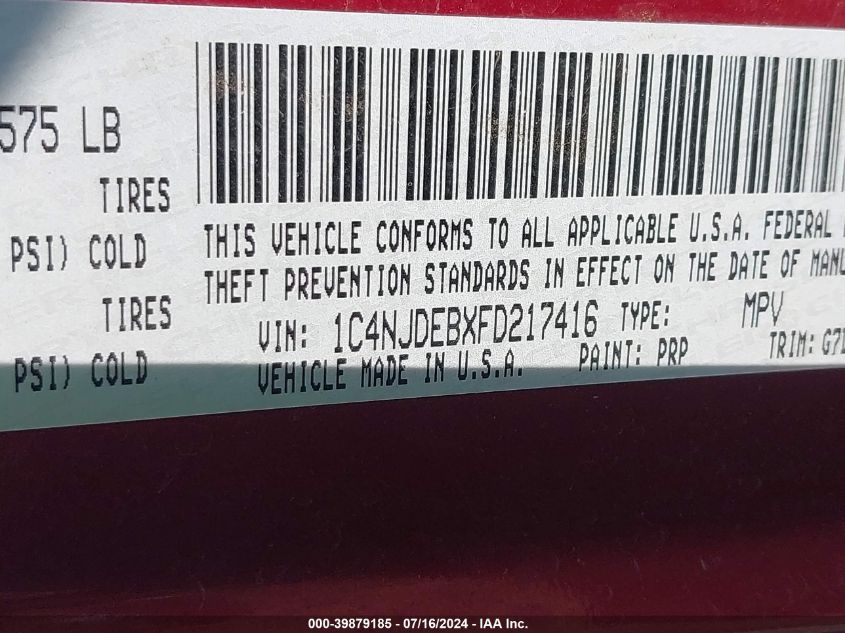 575 LB
TIRES
PSI) COLD
TIRES
PSI) COLD
THIS VEHICLE CONFORMS TO ALL APPLICABLE U.S.A. FEDERAL
THEFT PREVENTION STANDARDS IN EFFECT ON THE DATE OF MANU
VIN: 1C4NJDEBXFD217416 TYPE: MPV
VEHICLE MADE IN U.S.A. PAINT: PRP TRIM: G7
000-39879185 - 07/16/2024 - IAA Inc.